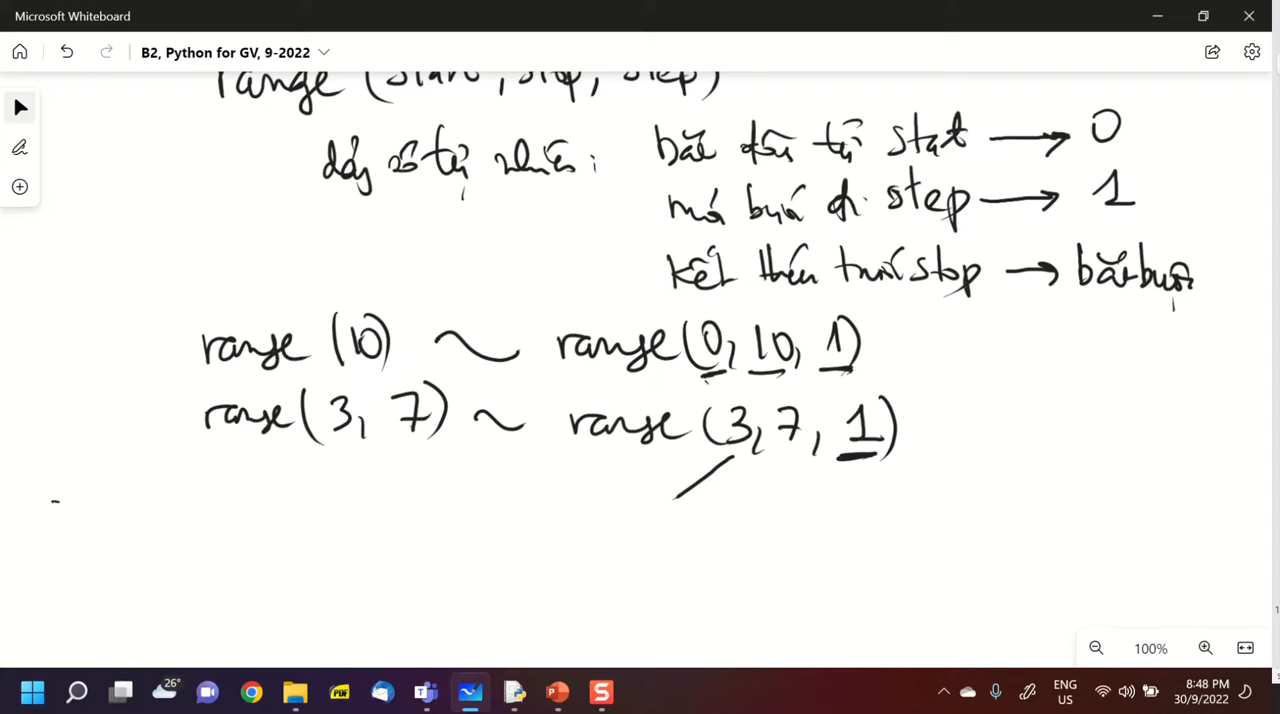 Microsoft Whiteboard
B2, Python for GV, 9-2022
range (start, stop, step)
dãy số tự nhiên: bắt đầu từ start → 0
mỗi bước đi step → 1
kết thúc trước stop → bắt buộc
range (10) ~ range(0, 10, 1)
range(3, 7) ~ range (3, 7, 1)
100%
26°
PDF
S
ENG
US
8:48 PM
30/9/2022